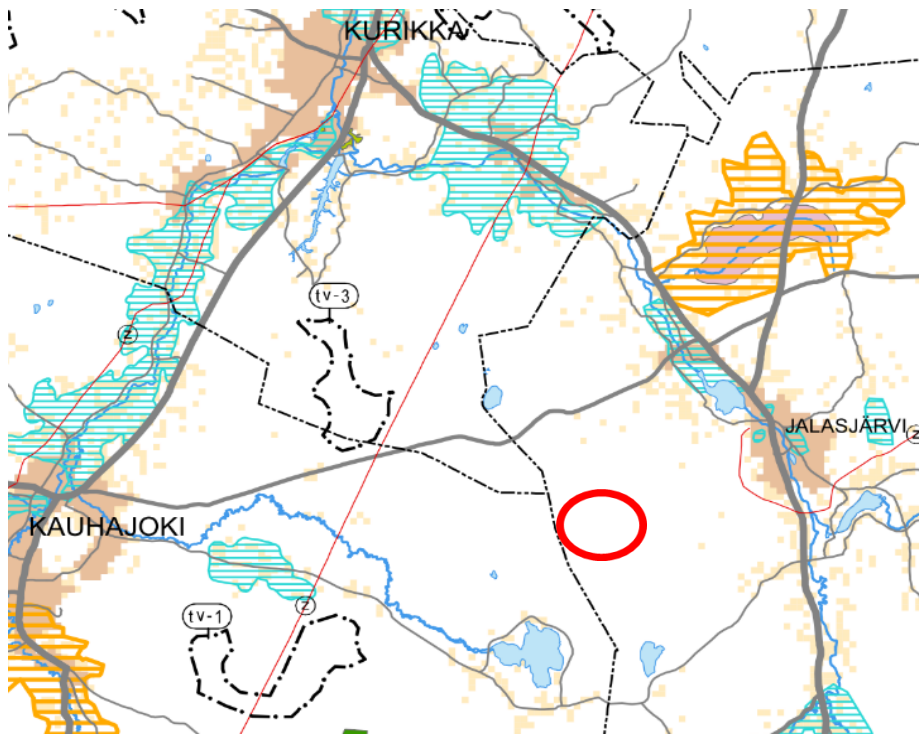 KURIKKA
tv-3
z
JALASJÄRVI
z
KAUHAJOKI
z
tv-1